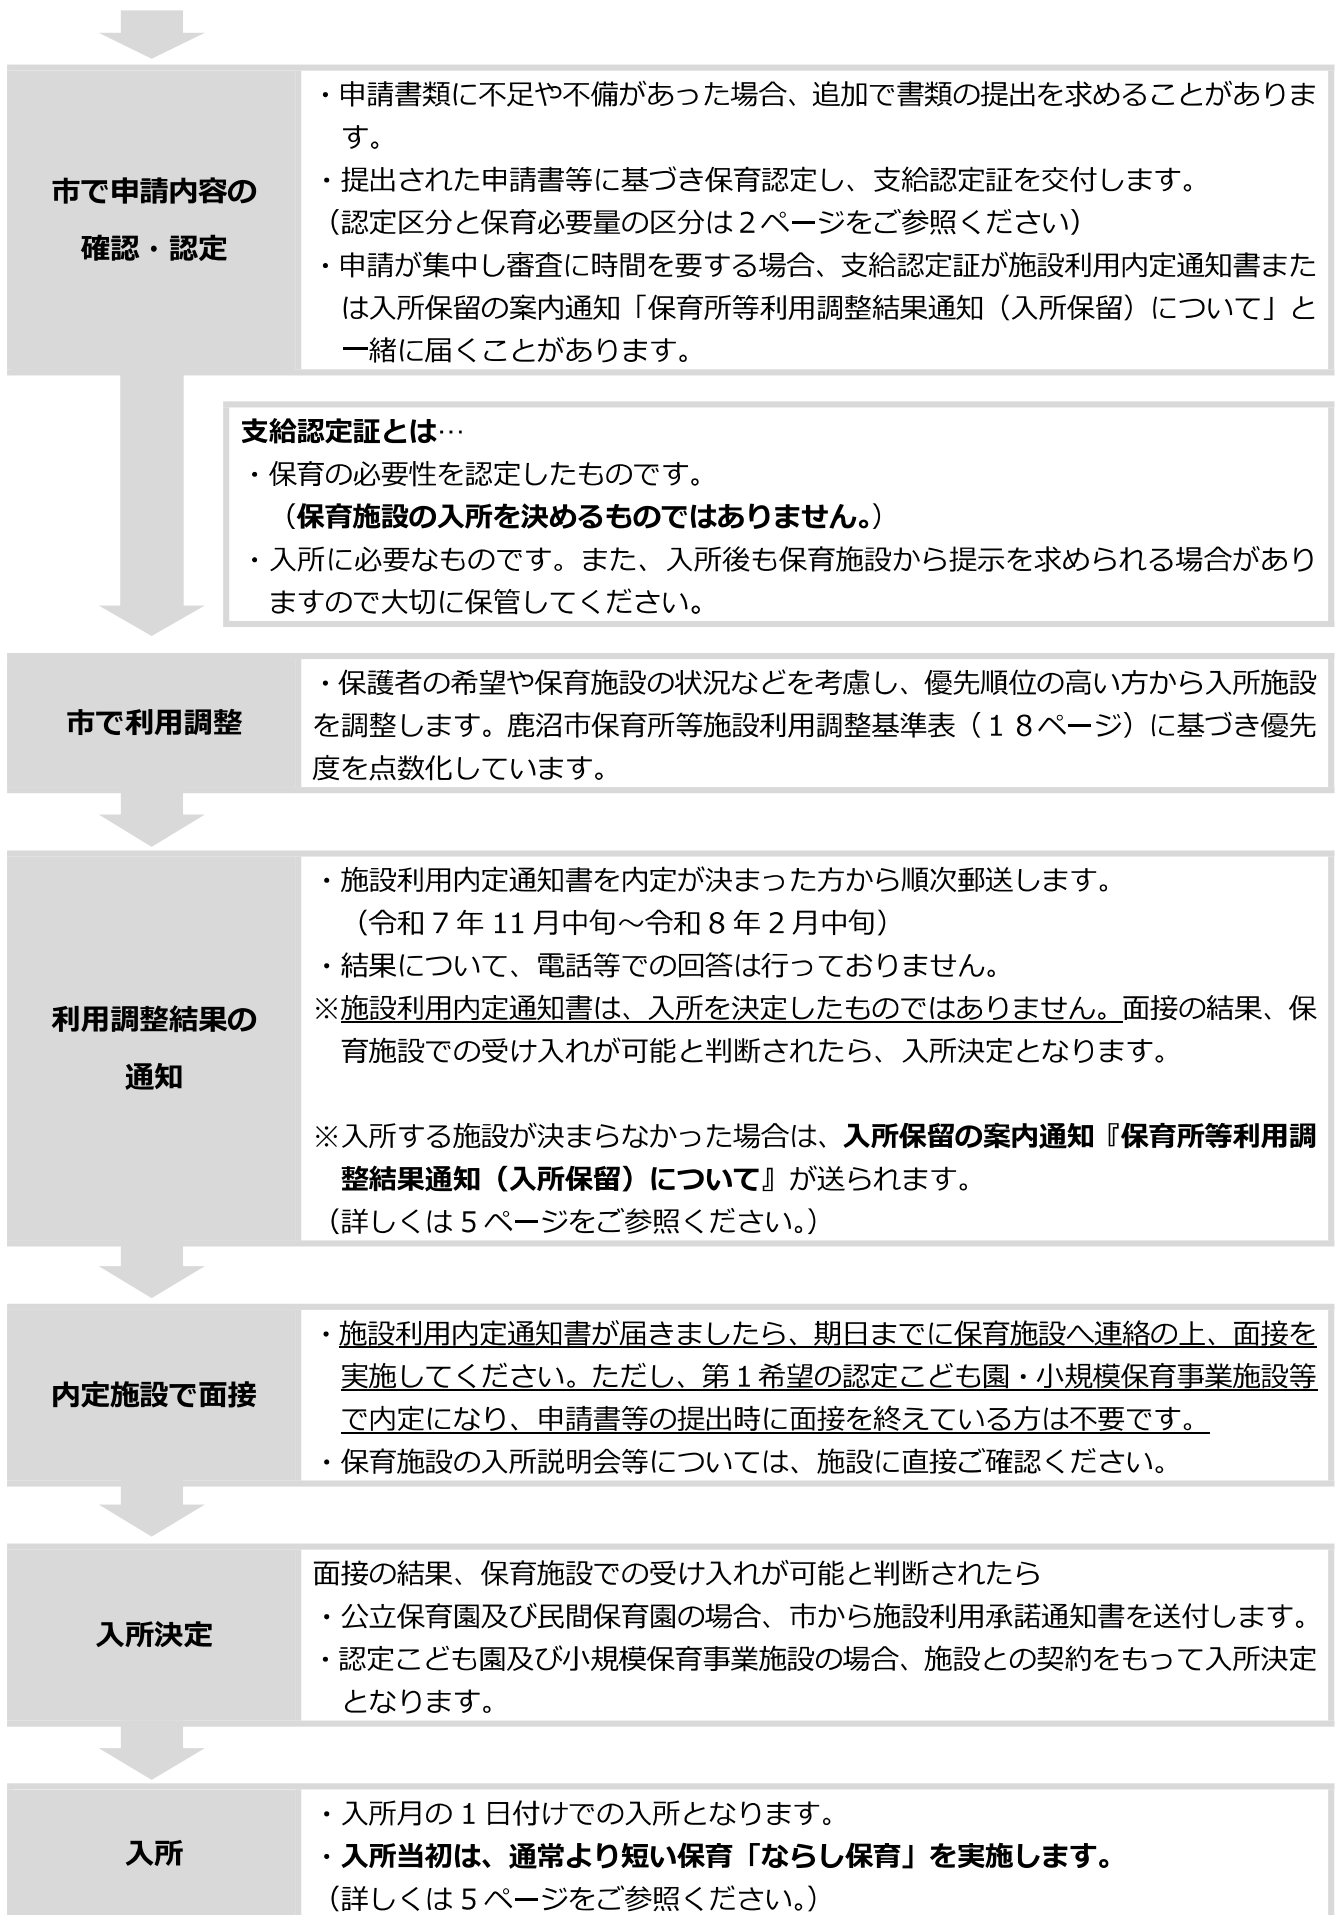 市で申請内容の
確認・認定
・申請書類に不足や不備があった場合、追加で書類の提出を求めることがありま
す。
・提出された申請書等に基づき保育認定し、支給認定証を交付します。
（認定区分と保育必要量の区分は２ページをご参照ください）
・申請が集中し審査に時間を要する場合、支給認定証が施設利用内定通知書また
は入所保留の案内通知「保育所等利用調整結果通知（入所保留）について」と
一緒に届くことがあります。
支給認定証とは…
・保育の必要性を認定したものです。
（保育施設の入所を決めるものではありません。）
・入所に必要なものです。また、入所後も保育施設から提示を求められる場合があり
ますので大切に保管してください。
市で利用調整
・保護者の希望や保育施設の状況などを考慮し、優先順位の高い方から入所施設
を調整します。鹿沼市保育所等施設利用調整基準表（１８ページ）に基づき優先
度を点数化しています。
利用調整結果の
通知
・施設利用内定通知書を内定が決まった方から順次郵送します。
（令和７年 11 月中旬～令和８年２月中旬）
・結果について、電話等での回答は行っておりません。
※施設利用内定通知書は、入所を決定したものではありません。面接の結果、保
育施設での受け入れが可能と判断されたら、入所決定となります。
※入所する施設が決まらなかった場合は、入所保留の案内通知『保育所等利用調
整結果通知（入所保留）について』が送られます。
（詳しくは５ページをご参照ください。）
内定施設で面接
・施設利用内定通知書が届きましたら、期日までに保育施設へ連絡の上、面接を
実施してください。ただし、第１希望の認定こども園・小規模保育事業施設等
で内定になり、申請書等の提出時に面接を終えている方は不要です。
・保育施設の入所説明会等については、施設に直接ご確認ください。
入所決定
面接の結果、保育施設での受け入れが可能と判断されたら
・公立保育園及び民間保育園の場合、市から施設利用承諾通知書を送付します。
・認定こども園及び小規模保育事業施設の場合、施設との契約をもって入所決定
となります。
入所
・入所月の１日付けでの入所となります。
・入所当初は、通常より短い保育「ならし保育」を実施します。
（詳しくは５ページをご参照ください。）